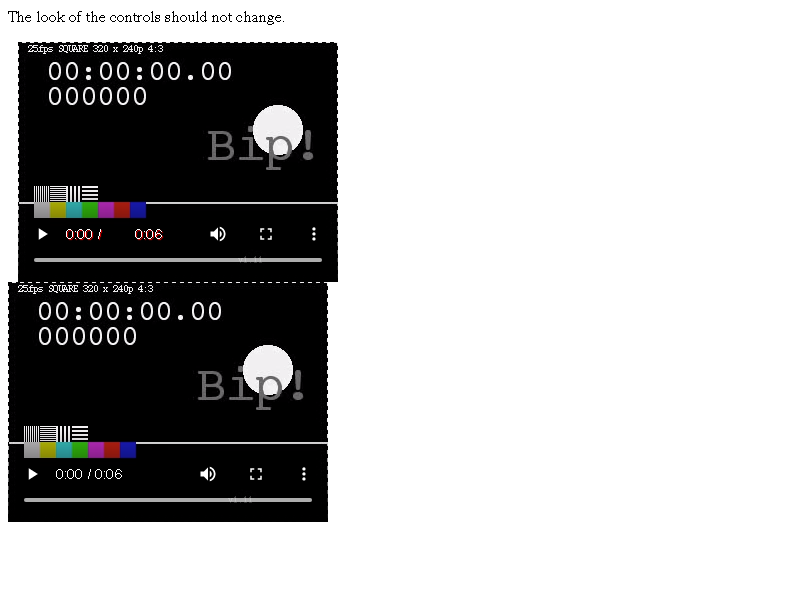 The look of the controls should not change.
25fps SQUARE 320 x 240p 4:3
00:00:00.00
000000
Bip!
0:00 / 0:06
25fps SQUARE 320 x 240p 4:3
00:00:00.00
000000
Bip!
0:00 / 0:06